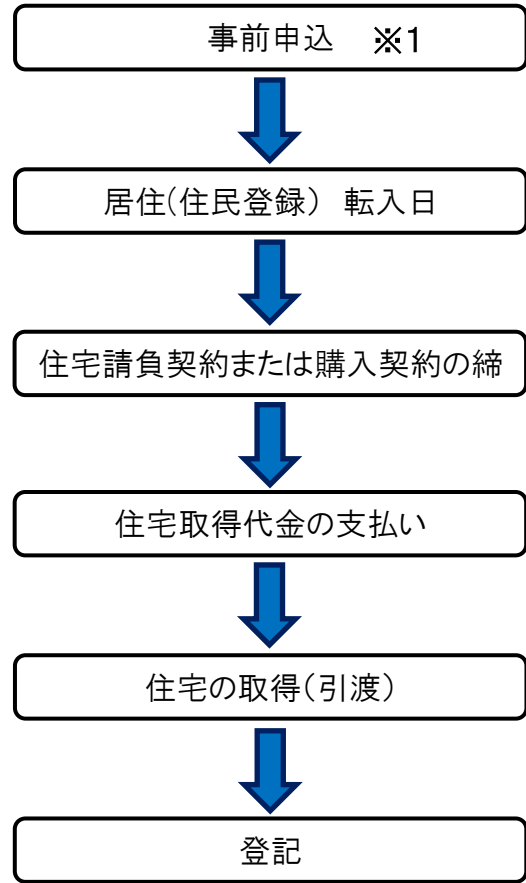 事前申込　※1
居住(住民登録）　転入日
住宅請負契約または購入契約の締
住宅取得代金の支払い
住宅の取得（引渡）
登記